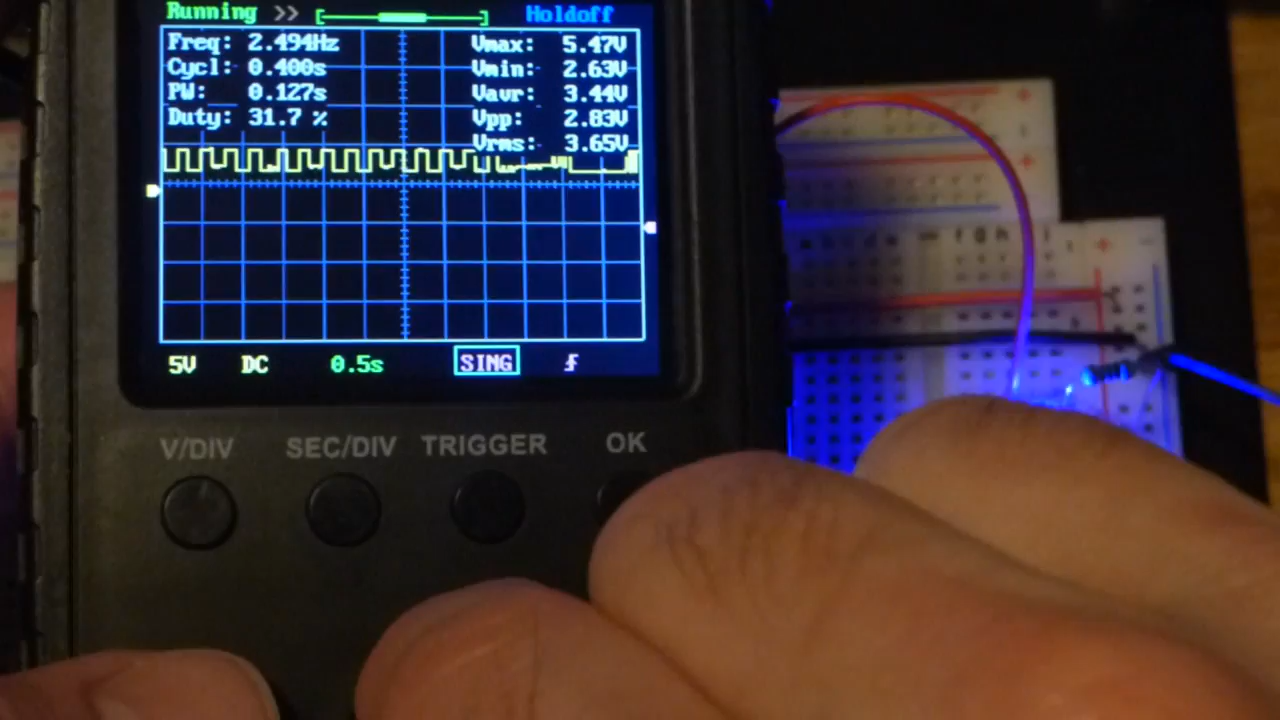 Running >> Holdoff
Freq: 2.494Hz Vmax: 5.47V
Cycl: 0.400s Vmin: 2.63V
PW: 0.127s Vavr: 3.44V
Duty: 31.7 % Vpp: 2.83V
Vrms: 3.65V
5V DC 0.5s SING
V/DIV SEC/DIV TRIGGER OK